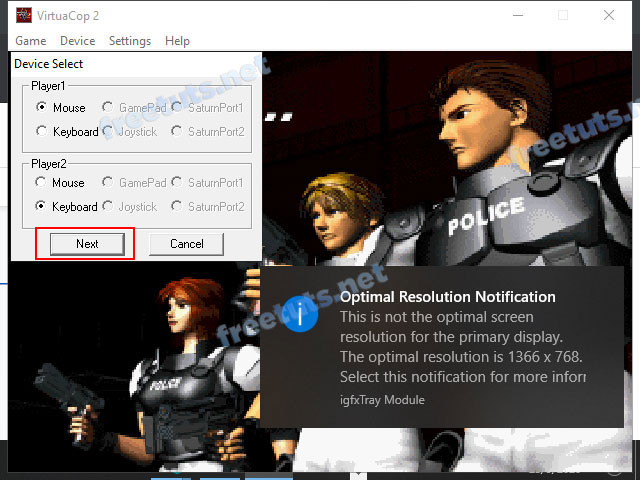 VirtuaCop 2
Game Device Settings Help
Device Select
Player1
Mouse GamePad SaturnPort1
Keyboard Joystick SaturnPort2
Player2
Mouse GamePad SaturnPort1
Keyboard Joystick SaturnPort2
Next Cancel
freetuts.net
freetuts.net
freetuts.net
POLICE
POLICE
Optimal Resolution Notification
This is not the optimal screen
resolution for the primary display.
The optimal resolution is 1366 x 768.
Select this notification for more infor
igfxTray Module